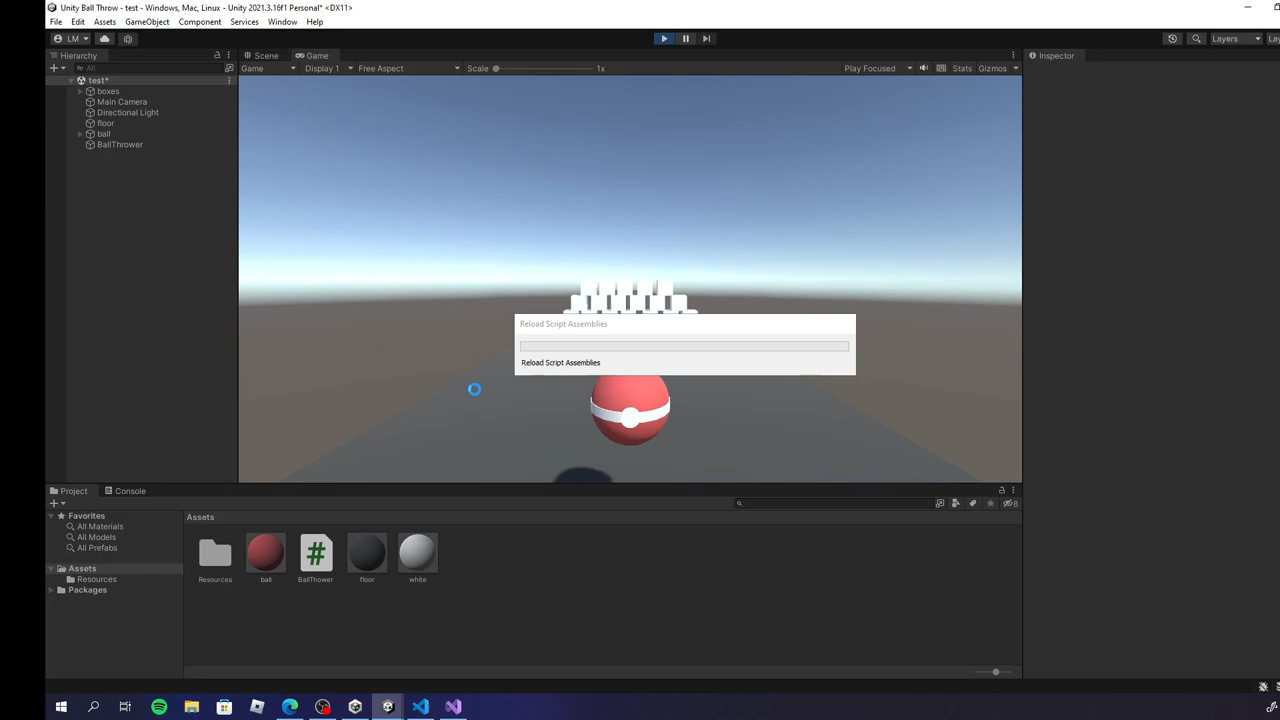 Unity Ball Throw - test - Windows, Mac, Linux - Unity 2021.3.16f1 Personal* <DX11>
File Edit Assets GameObject Component Services Window Help
LM Layers
Hierarchy Scene Game Inspector
All Game Display 1 Free Aspect Scale 1x Play Focused Stats Gizmos
test*
boxes
Main Camera
Directional Light
floor
ball
BallThrower
Reload Script Assemblies
Reload Script Assemblies
Project Console
8
Favorites
All Materials
All Models
All Prefabs
Assets
Resources
Packages
Assets
Resources ball BallThower floor white